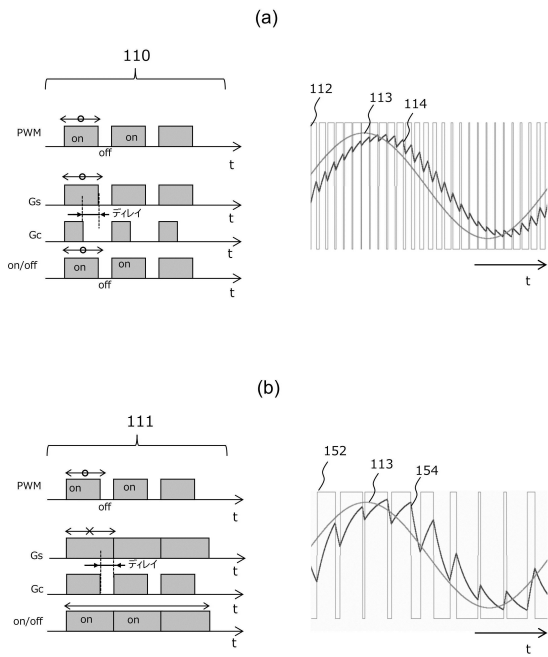 (a)
110
PWM
on
on
off
t
Gs
ディレイ
Gc
on/off
on
on
off
t
112
113
114
t
(b)
111
PWM
on
on
off
t
Gs
ディレイ
Gc
on/off
on
on
t
152
113
154
t